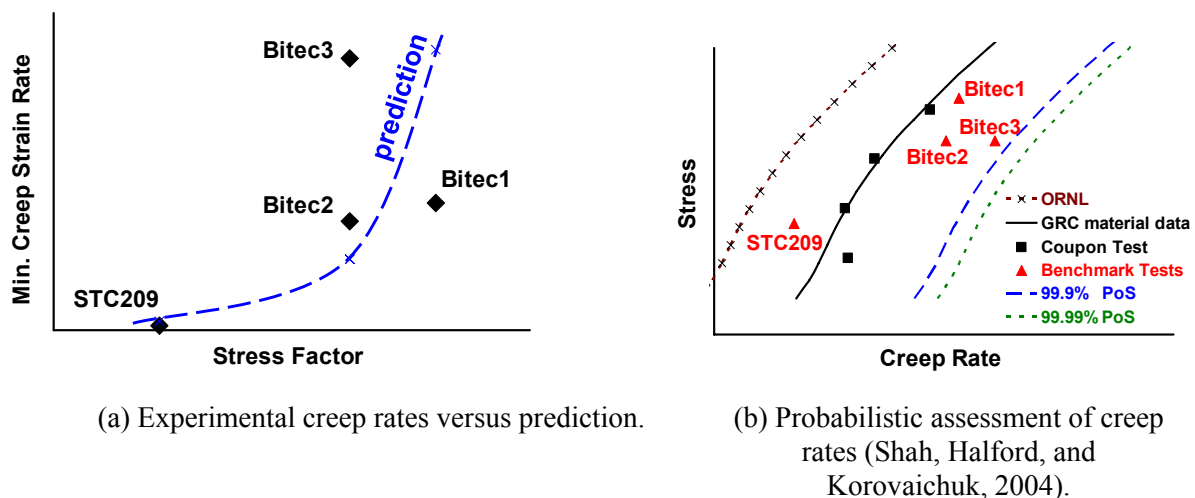 Min. Creep Strain Rate
Bitec3
prediction
Bitec2
Bitec1
STC209
Stress Factor
(a) Experimental creep rates versus prediction.
Stress
Bitec1
Bitec3
Bitec2
STC209
ORNL
GRC material data
Coupon Test
Benchmark Tests
99.9% PoS
99.99% PoS
Creep Rate
(b) Probabilistic assessment of creep
rates (Shah, Halford, and
Korovaichuk, 2004).